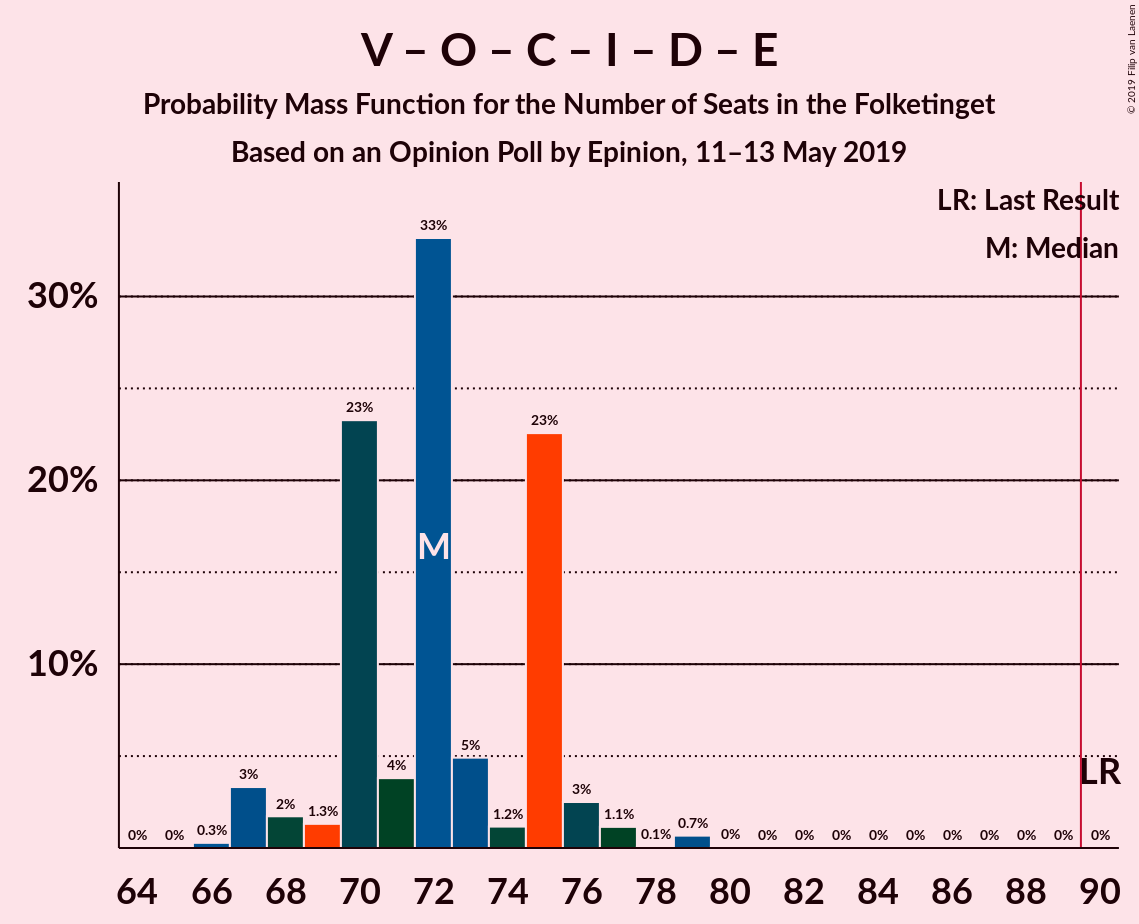 V – O – C – I – D – E
Probability Mass Function for the Number of Seats in the Folketinget
Based on an Opinion Poll by Epinion, 11–13 May 2019
© 2019 Filip van Laenen
LR: Last Result
M: Median
30%
20%
10%
0% 0% 0.3% 3% 2% 1.3% 23% 4% 33% 5% 1.2% 23% 3% 1.1% 0.1% 0.7% 0% 0% 0% 0% 0% 0% 0% 0% 0% 0% 0%
M
LR
64 66 68 70 72 74 76 78 80 82 84 86 88 90